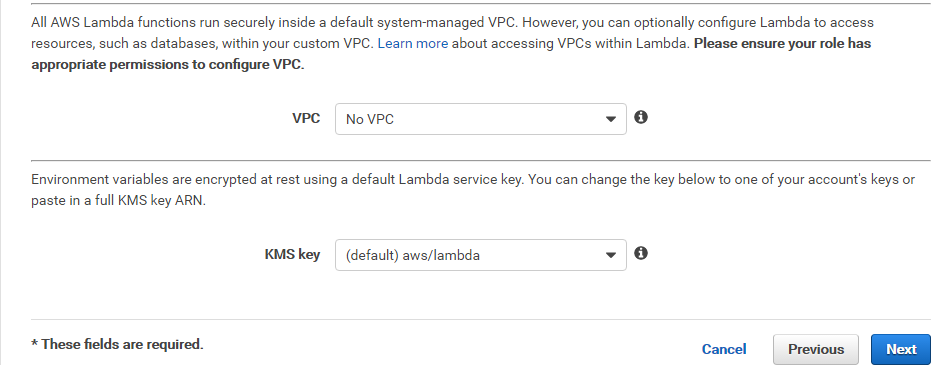 All AWS Lambda functions run securely inside a default system-managed VPC. However, you can optionally configure Lambda to access
resources, such as databases, within your custom VPC. Learn more about accessing VPCs within Lambda. Please ensure your role has
appropriate permissions to configure VPC.
VPC No VPC
Environment variables are encrypted at rest using a default Lambda service key. You can change the key below to one of your account's keys or
paste in a full KMS key ARN.
KMS key (default) aws/lambda
* These fields are required. Cancel Previous Next